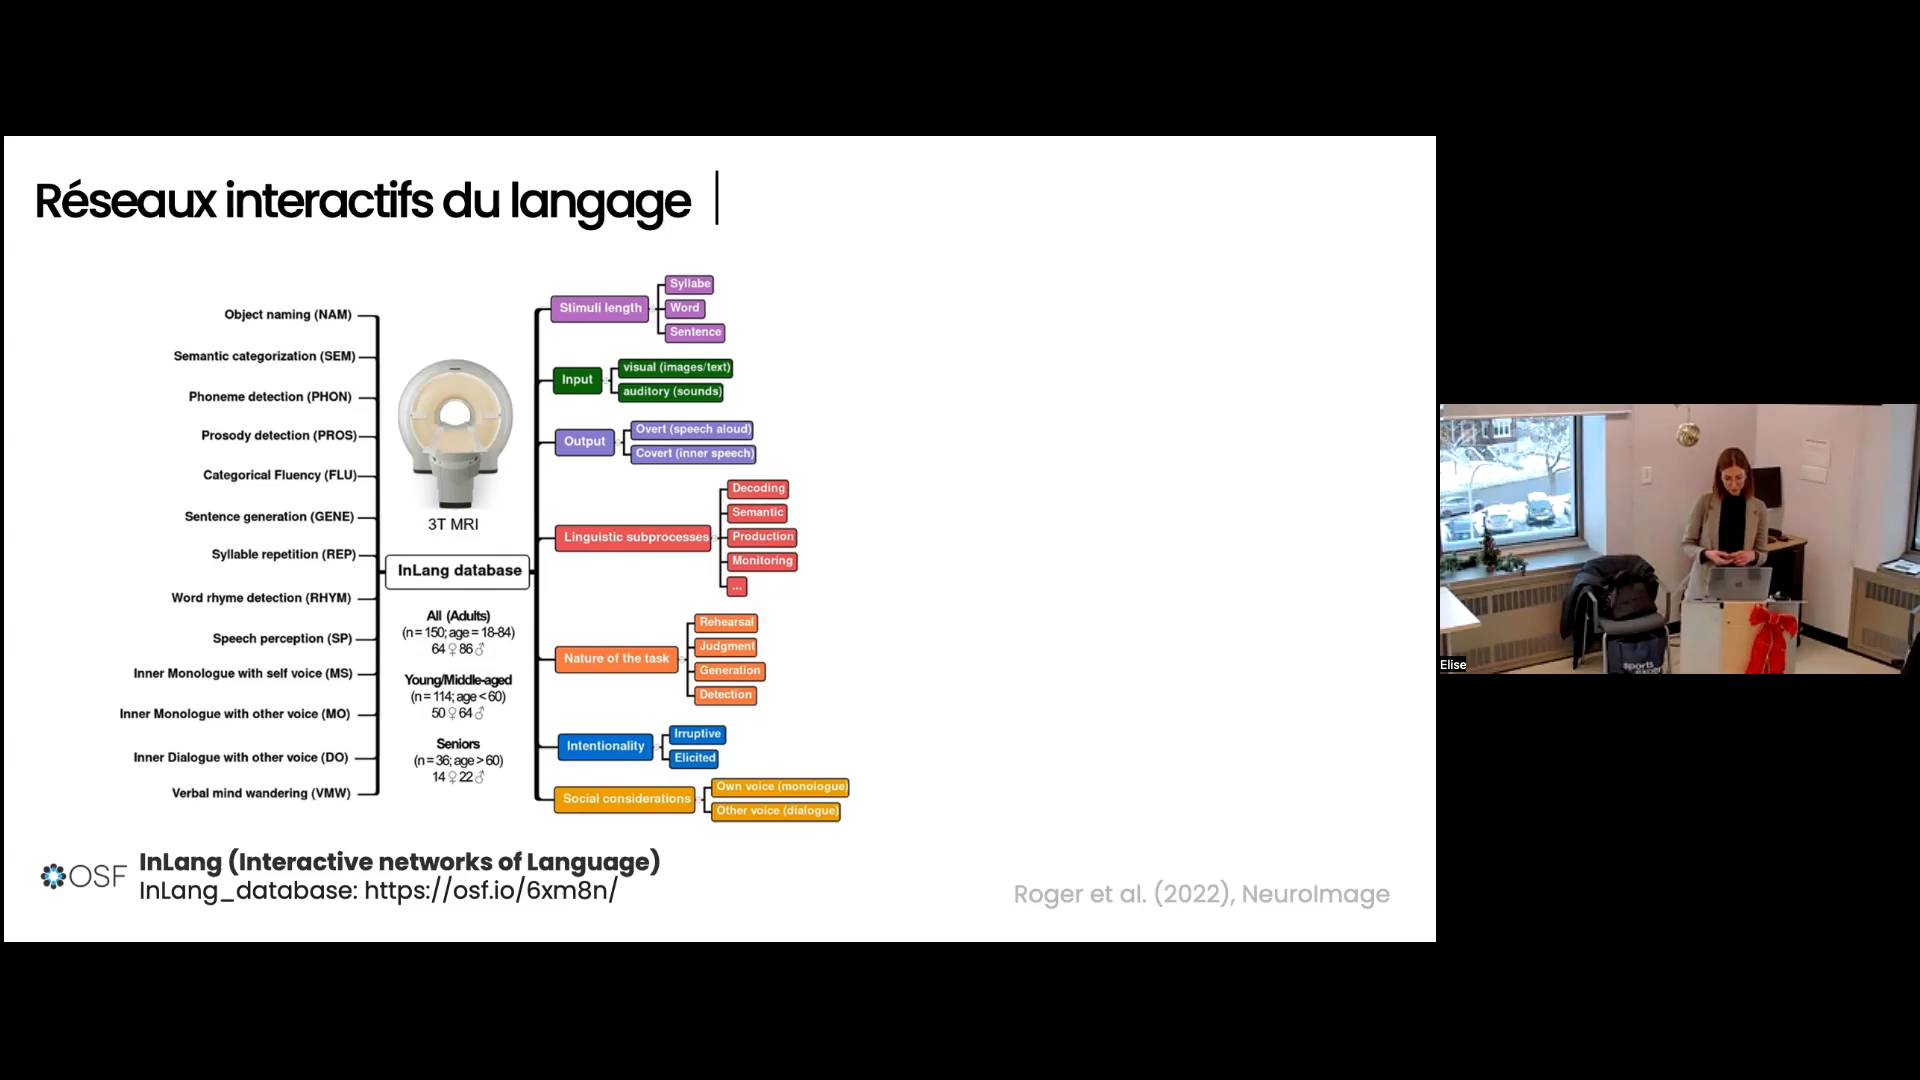 Réseaux interactifs du langage
Object naming (NAM)
Semantic categorization (SEM)
Phoneme detection (PHON)
Prosody detection (PROS)
Categorical Fluency (FLU)
Sentence generation (GENE)
Syllable repetition (REP)
Word rhyme detection (RHYM)
Speech perception (SP)
Inner Monologue with self voice (MS)
Inner Monologue with other voice (MO)
Inner Dialogue with other voice (DO)
Verbal mind wandering (VMW)
3T MRI
InLang database
All (Adults)
(n=150; age=18-84)
64♀86♂
Young/Middle-aged
(n=114; age<60)
50♀64♂
Seniors
(n=36; age>60)
14♀22♂
Stimuli length
Syllabe
Word
Sentence
Input
visual (images/text)
auditory (sounds)
Output
Overt (speech aloud)
Covert (inner speech)
Linguistic subprocesses
Decoding
Semantic
Production
Monitoring
...
Nature of the task
Rehearsal
Judgment
Generation
Detection
Intentionality
Irruptive
Elicited
Social considerations
Own voice (monologue)
Other voice (dialogue)
OSF
InLang (Interactive networks of Language)
InLang_database: https://osf.io/6xm8n/
Roger et al. (2022), NeuroImage
Elise
sports